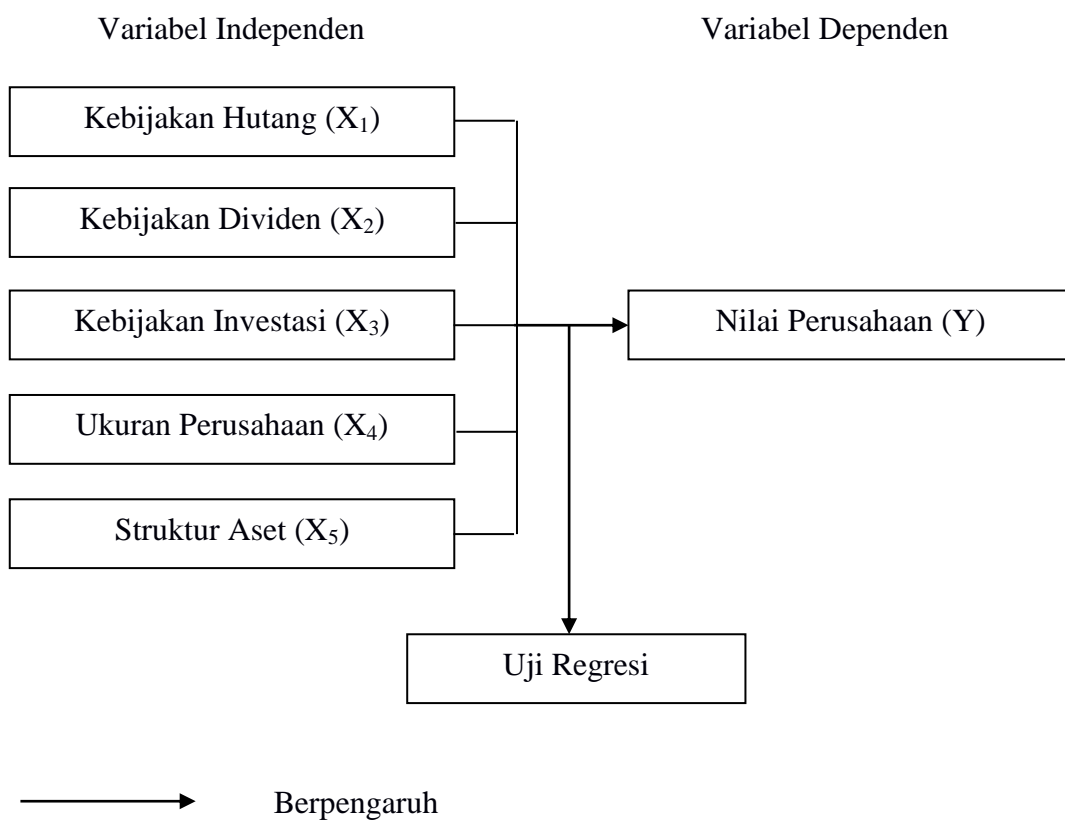 Variabel Independen
Variabel Dependen
Kebijakan Hutang (X₁)
Kebijakan Dividen (X₂)
Kebijakan Investasi (X₃)
Nilai Perusahaan (Y)
Ukuran Perusahaan (X₄)
Struktur Aset (X₅)
Uji Regresi
Berpengaruh